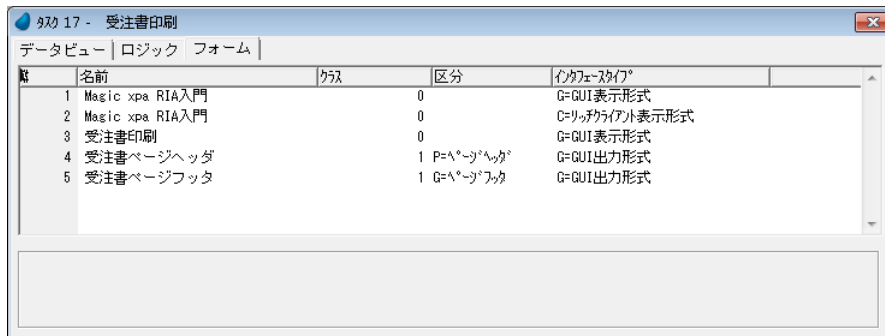 ﾀｽｸ 17 -   受注書印刷
データビュー ロジック フォーム
# 名前 ｸﾗｽ 区分 ｲﾝﾀﾌｪｰｽﾀｲﾌﾟ
1 Magic xpa RIA入門 0 G=GUI表示形式
2 Magic xpa RIA入門 0 C=ﾘｯﾁｸﾗｲｱﾝﾄ表示形式
3 受注書印刷 0 G=GUI表示形式
4 受注書ページヘッダ 1 P=ﾍﾟｰｼﾞﾍｯﾀﾞ G=GUI出力形式
5 受注書ページフッタ 1 G=ﾍﾟｰｼﾞﾌｯﾀ G=GUI出力形式